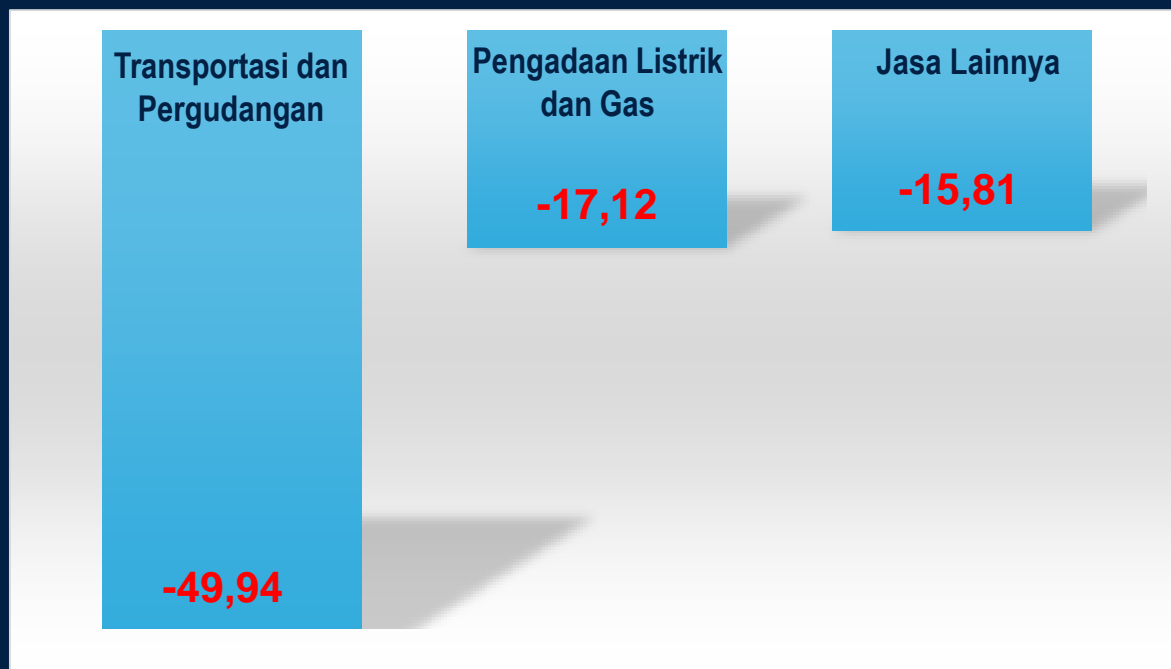 Transportasi dan
Pergudangan
-49,94
Pengadaan Listrik
dan Gas
-17,12
Jasa Lainnya
-15,81